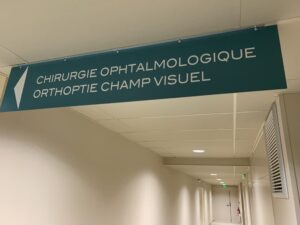 CHIRURGIE OPHTALMOLOGIQUE
ORTHOPTIE CHAMP VISUEL